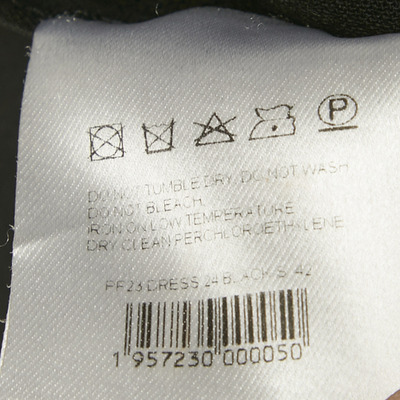 P
DO NOT TUMBLE DRY. DO NOT WASH
DO NOT BLEACH.
IRON ON LOW TEMPERATURE
DRY CLEAN PERCHLOROETHYLENE
PF23 DRESS 24 BLACK S. 42
1 957230 000050